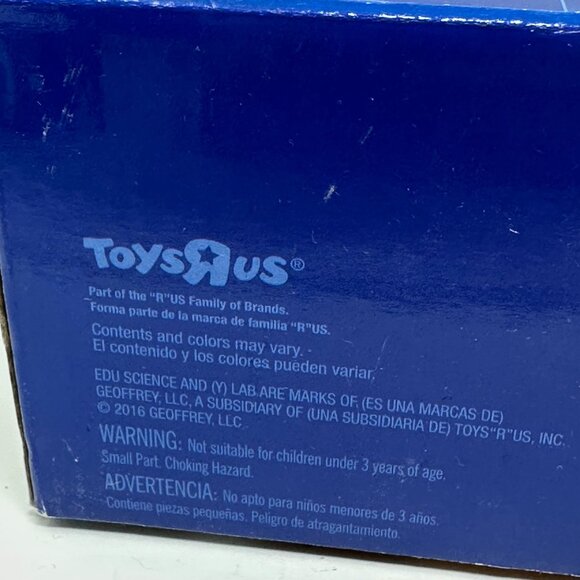 ToysЯus®
Part of the "R"US Family of Brands.
Forma parte de la marca de familia "R"US.
Contents and colors may vary.
El contenido y los colores pueden variar.
EDU SCIENCE AND (Y) LAB ARE MARKS OF (ES UNA MARCAS DE)
GEOFFREY, LLC, A SUBSIDIARY OF (UNA SUBSIDIARIA DE) TOYS"R"US, INC.
© 2016 GEOFFREY, LLC
WARNING: Not suitable for children under 3 years of age.
Small Part. Choking Hazard.
ADVERTENCIA: No apto para niños menores de 3 años.
Contiene piezas pequeñas. Peligro de atragantamiento.